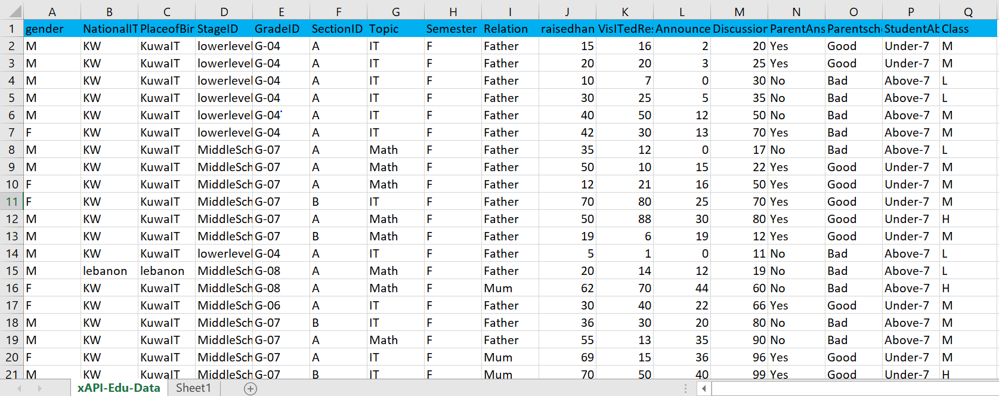 A B C D E F G H I J K L M N O P Q
1 gender NationalIT PlaceofBir StageID GradeID SectionID Topic Semester Relation raisedhan VisITedRes Announce Discussion ParentAns Parentsch StudentAb Class
2 M KW KuwaIT lowerlevel G-04 A IT F Father 15 16 2 20 Yes Good Under-7 M
3 M KW KuwaIT lowerlevel G-04 A IT F Father 20 20 3 25 Yes Good Under-7 M
4 M KW KuwaIT lowerlevel G-04 A IT F Father 10 7 0 30 No Bad Above-7 L
5 M KW KuwaIT lowerlevel G-04 A IT F Father 30 25 5 35 No Bad Above-7 L
6 M KW KuwaIT lowerlevel G-04 A IT F Father 40 50 12 50 No Bad Above-7 M
7 F KW KuwaIT lowerlevel G-04 A IT F Father 42 30 13 70 Yes Bad Above-7 M
8 M KW KuwaIT MiddleSch G-07 A Math F Father 35 12 0 17 No Bad Above-7 L
9 M KW KuwaIT MiddleSch G-07 A Math F Father 50 10 15 22 Yes Good Under-7 M
10 F KW KuwaIT MiddleSch G-07 A Math F Father 12 21 16 50 Yes Good Under-7 M
11 F KW KuwaIT MiddleSch G-07 B IT F Father 70 80 25 70 Yes Good Under-7 M
12 M KW KuwaIT MiddleSch G-07 A Math F Father 50 88 30 80 Yes Good Under-7 H
13 M KW KuwaIT MiddleSch G-07 B Math F Father 19 6 19 12 Yes Good Under-7 M
14 M KW KuwaIT lowerlevel G-04 A IT F Father 5 1 0 11 No Bad Above-7 L
15 M lebanon lebanon MiddleSch G-08 A Math F Father 20 14 12 19 No Bad Above-7 L
16 F KW KuwaIT MiddleSch G-08 A Math F Mum 62 70 44 60 No Bad Above-7 H
17 F KW KuwaIT MiddleSch G-06 A IT F Father 30 40 22 66 Yes Good Under-7 M
18 M KW KuwaIT MiddleSch G-07 B IT F Father 36 30 20 80 No Bad Above-7 M
19 M KW KuwaIT MiddleSch G-07 A Math F Father 55 13 35 90 No Bad Above-7 M
20 F KW KuwaIT MiddleSch G-07 A IT F Mum 69 15 36 96 Yes Good Under-7 M
21 M KW KuwaIT MiddleSch G-07 B IT F Mum 70 50 40 99 Yes Good Under-7 H
xAPI-Edu-Data Sheet1